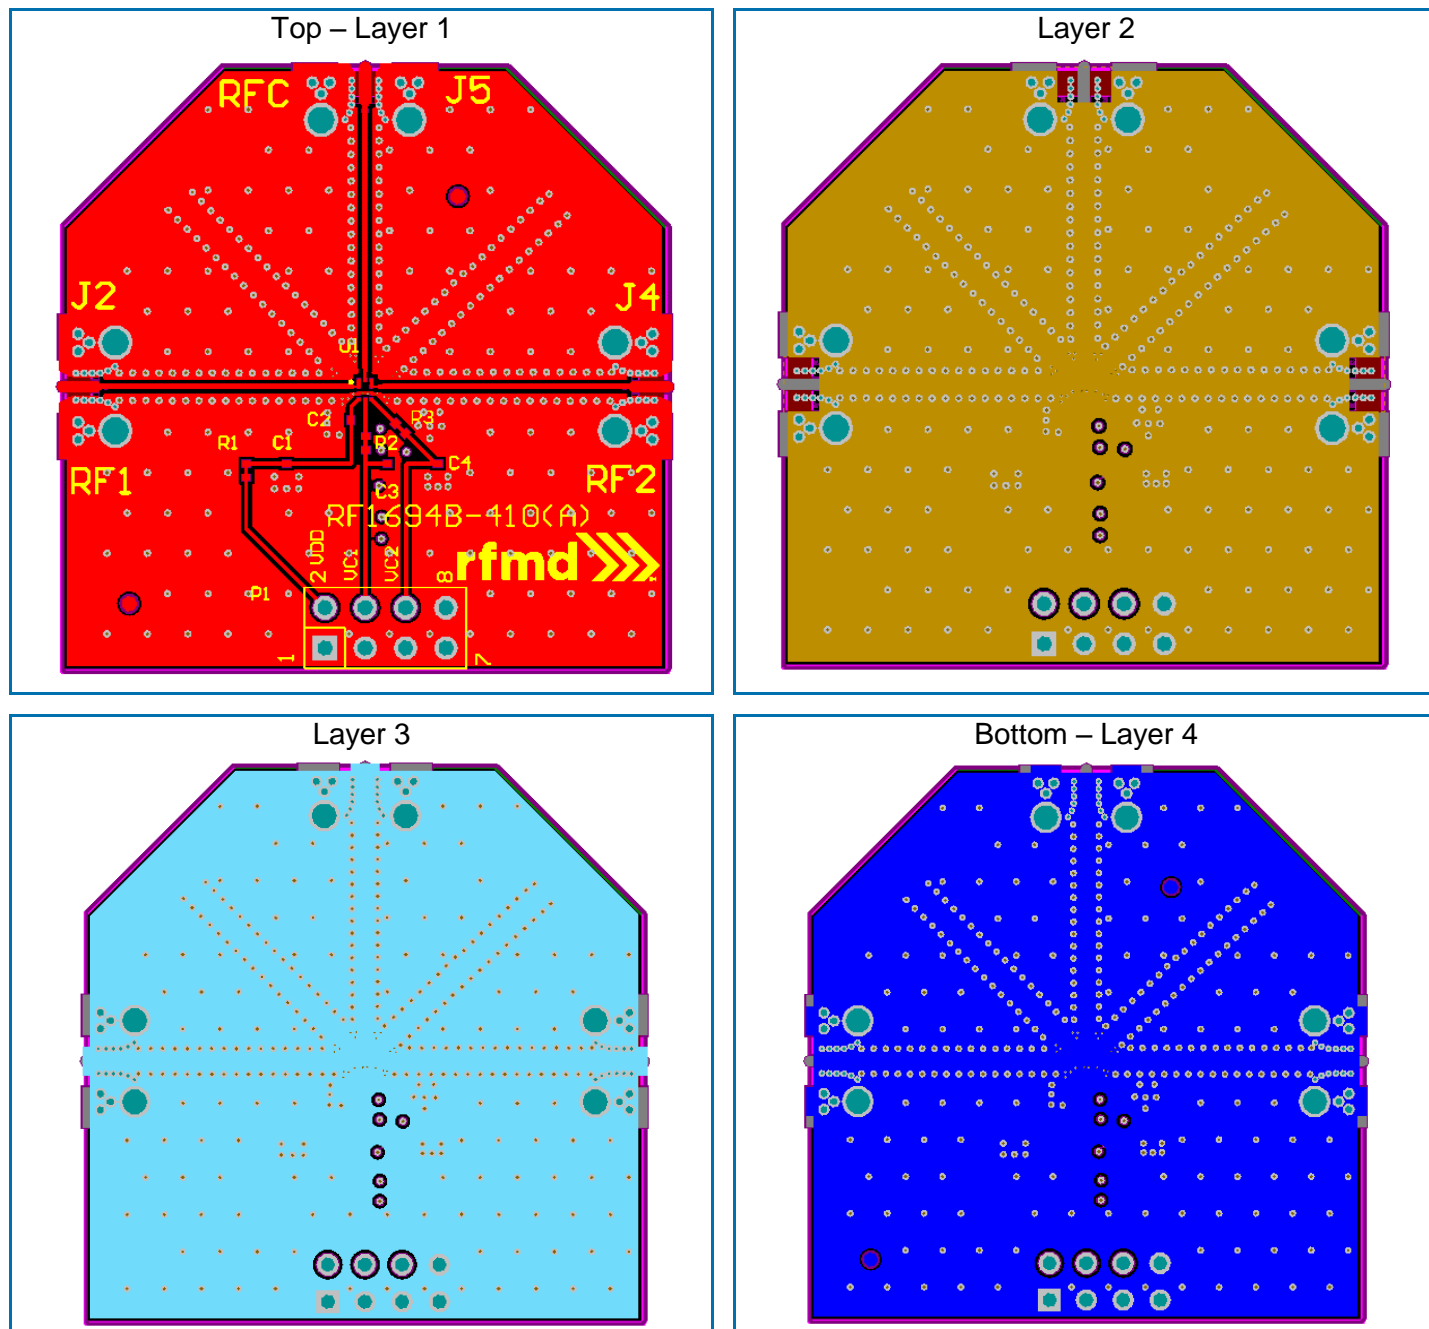 Top – Layer 1
RFC
J5
J2
J4
U1
C2
R3
R1
C1
R2
C4
RF1
C3
RF2
RF1694B-410(A)
VDD
VC1
VC2
rfmd
2
8
P1
1
7
Layer 2
Layer 3
Bottom – Layer 4